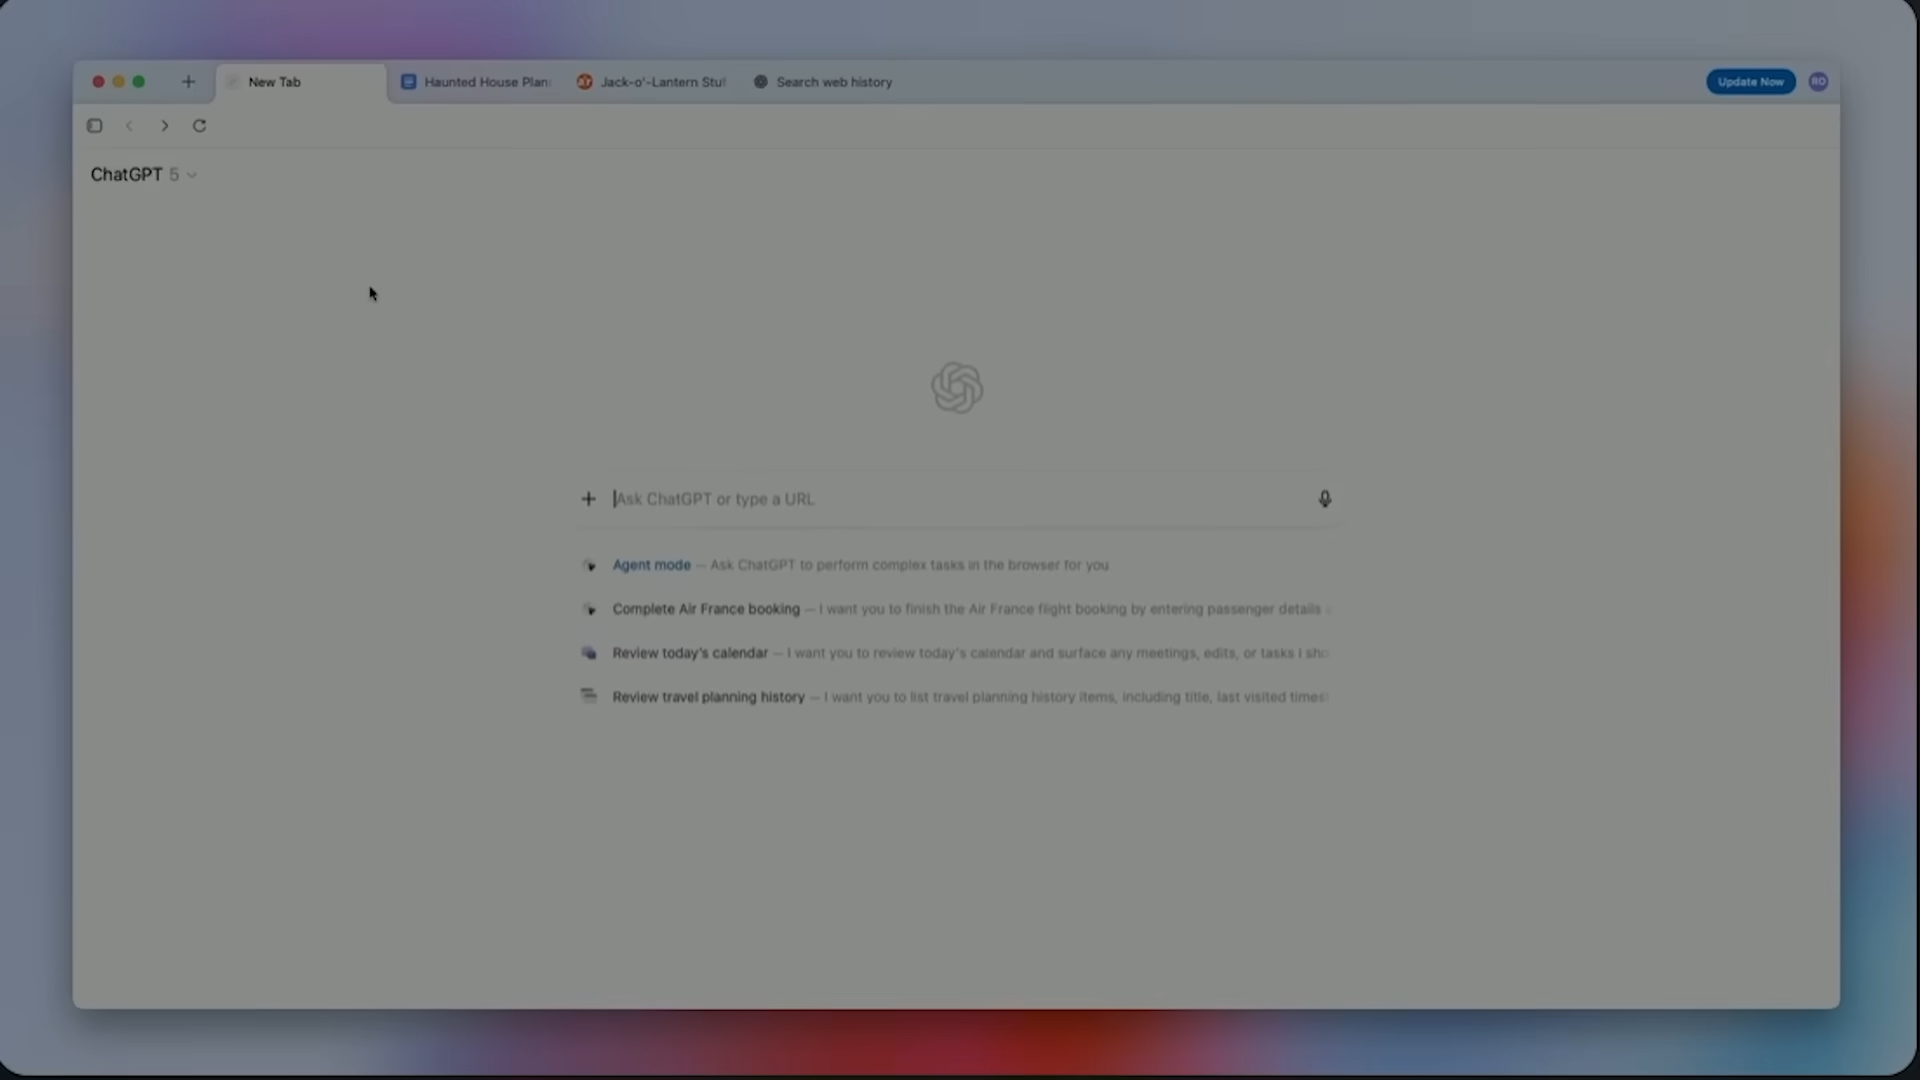 New Tab
Haunted House Plan
Jack-o'-Lantern Stu
Search web history
Update Now
RO
ChatGPT 5
Ask ChatGPT or type a URL
Agent mode — Ask ChatGPT to perform complex tasks in the browser for you
Complete Air France booking — I want you to finish the Air France flight booking by entering passenger details
Review today's calendar — I want you to review today's calendar and surface any meetings, edits, or tasks I sho
Review travel planning history — I want you to list travel planning history items, including title, last visited times